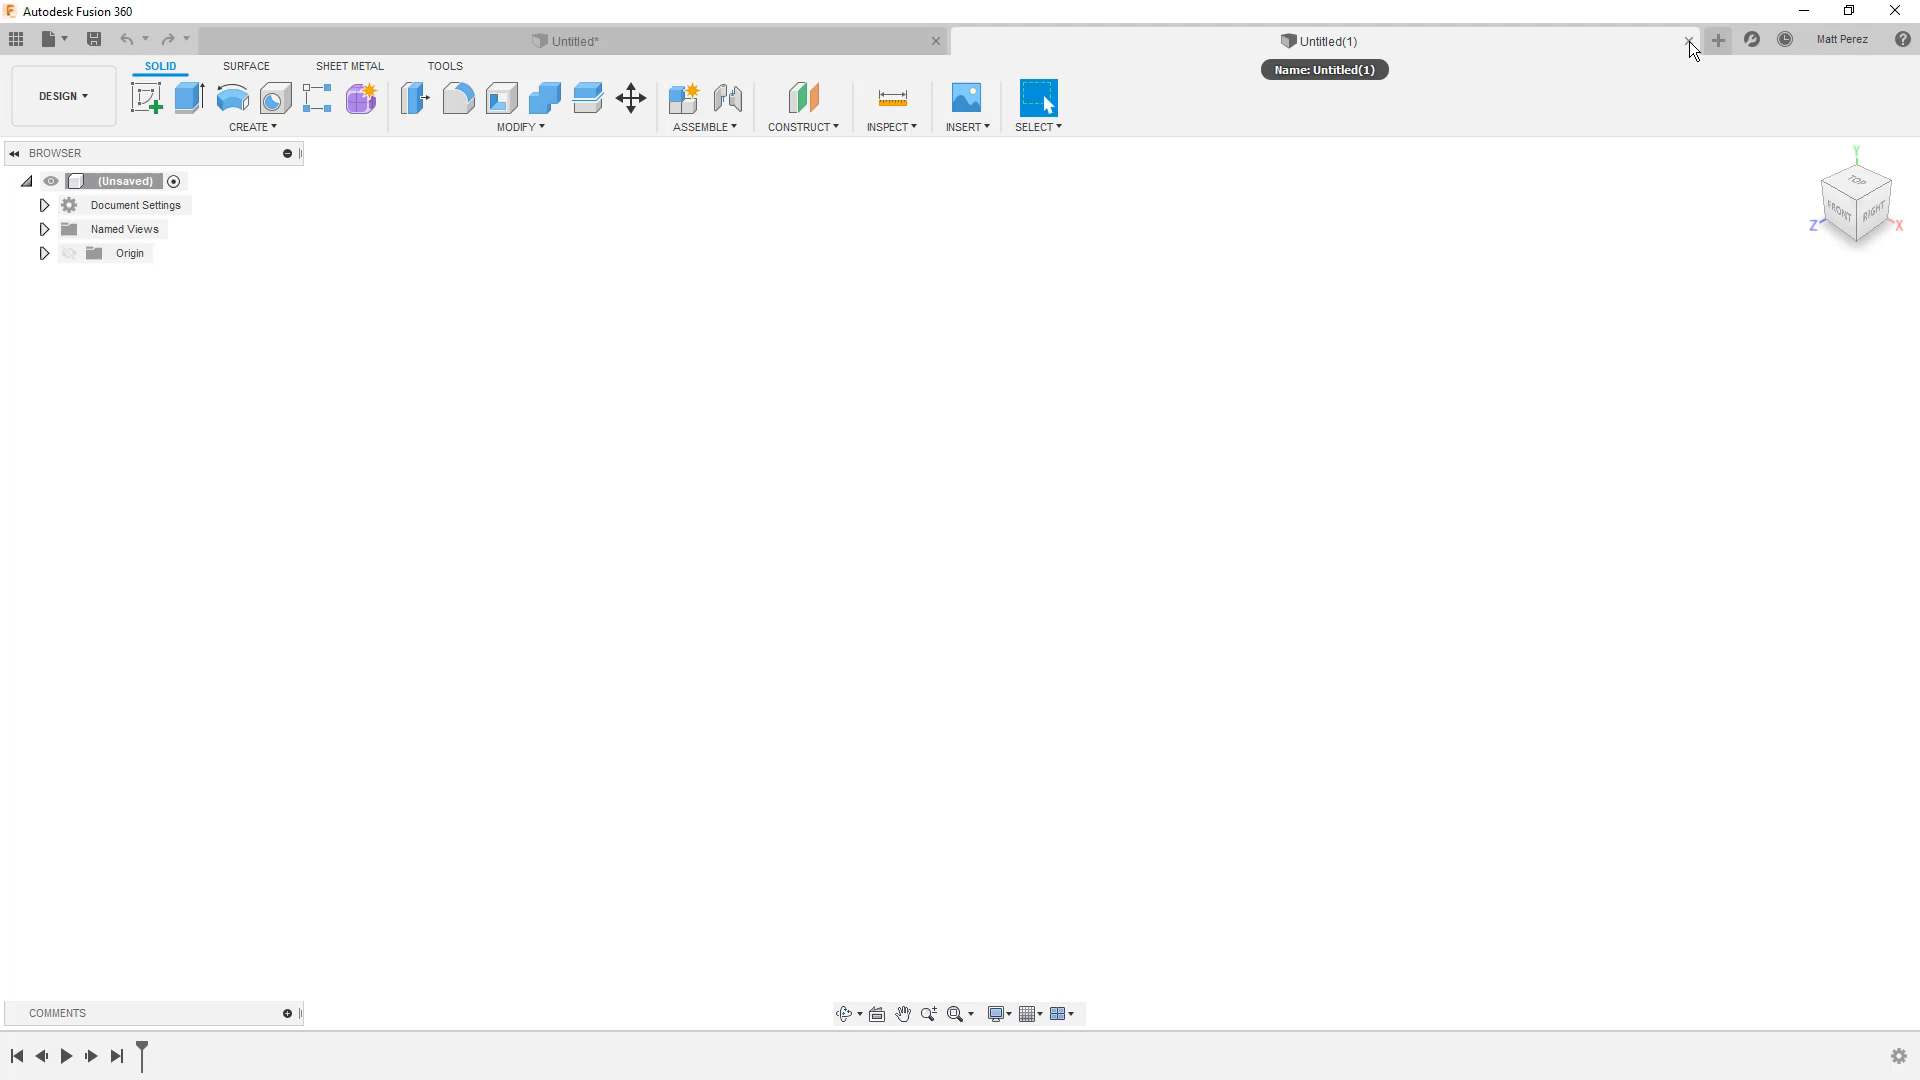 Autodesk Fusion 360
Untitled*
Untitled(1)
Matt Perez
SOLID SURFACE SHEET METAL TOOLS
Name: Untitled(1)
DESIGN
CREATE MODIFY ASSEMBLE CONSTRUCT INSPECT INSERT SELECT
BROWSER
(Unsaved)
Document Settings
Named Views
Origin
Y
TOP
FRONT
RIGHT
Z
X
COMMENTS